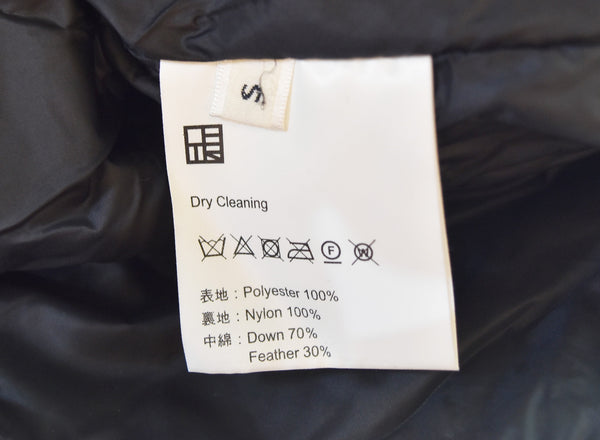 S
Dry Cleaning
F W
表地 : Polyester 100%
裏地 : Nylon 100%
中綿 : Down 70%
Feather 30%